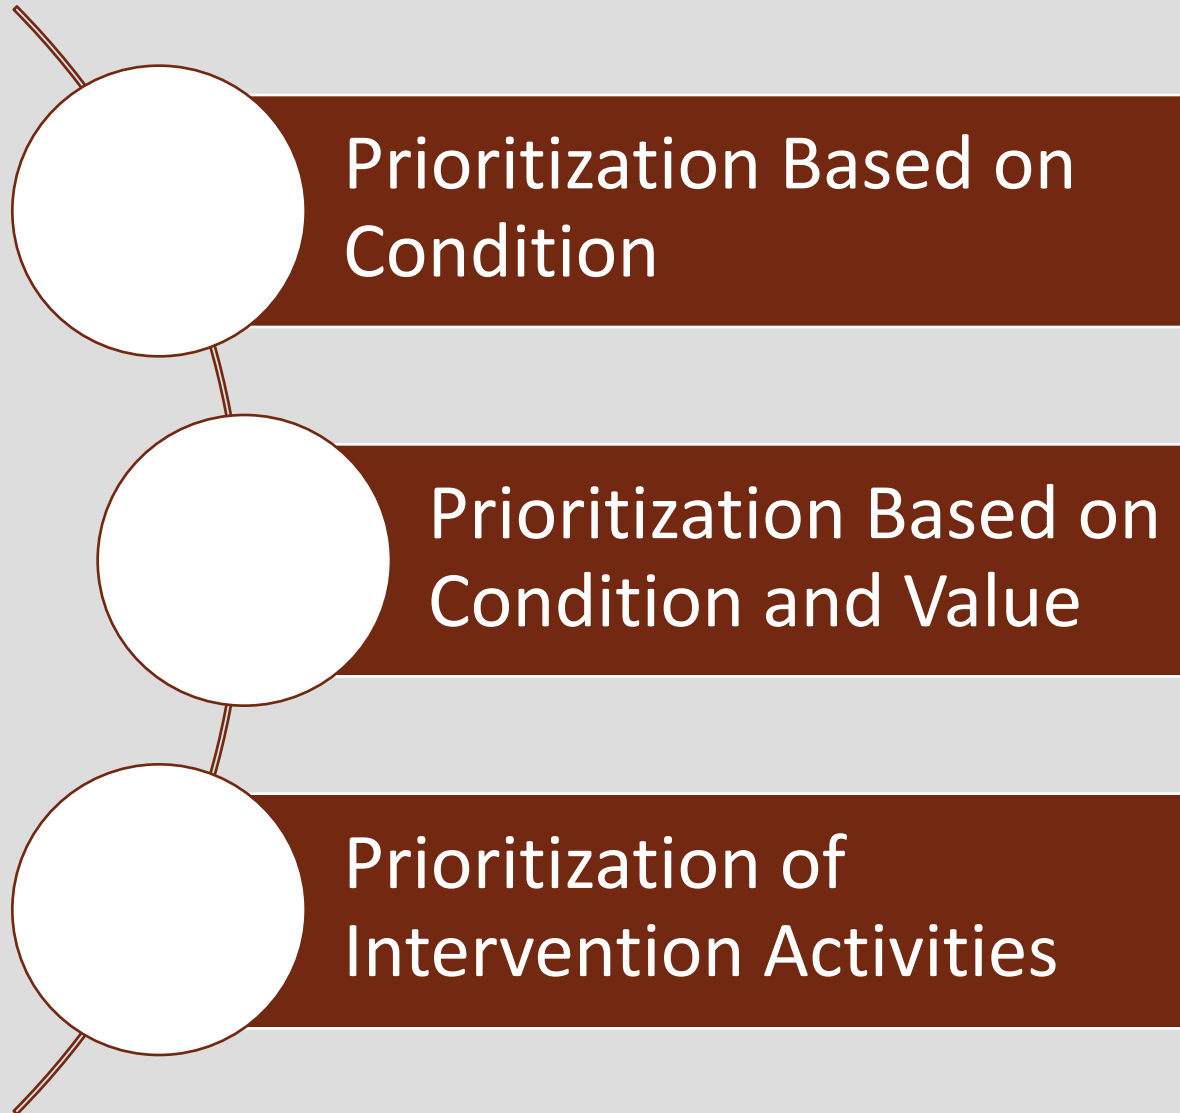 Prioritization Based on
Condition
Prioritization Based on
Condition and Value
Prioritization of
Intervention Activities